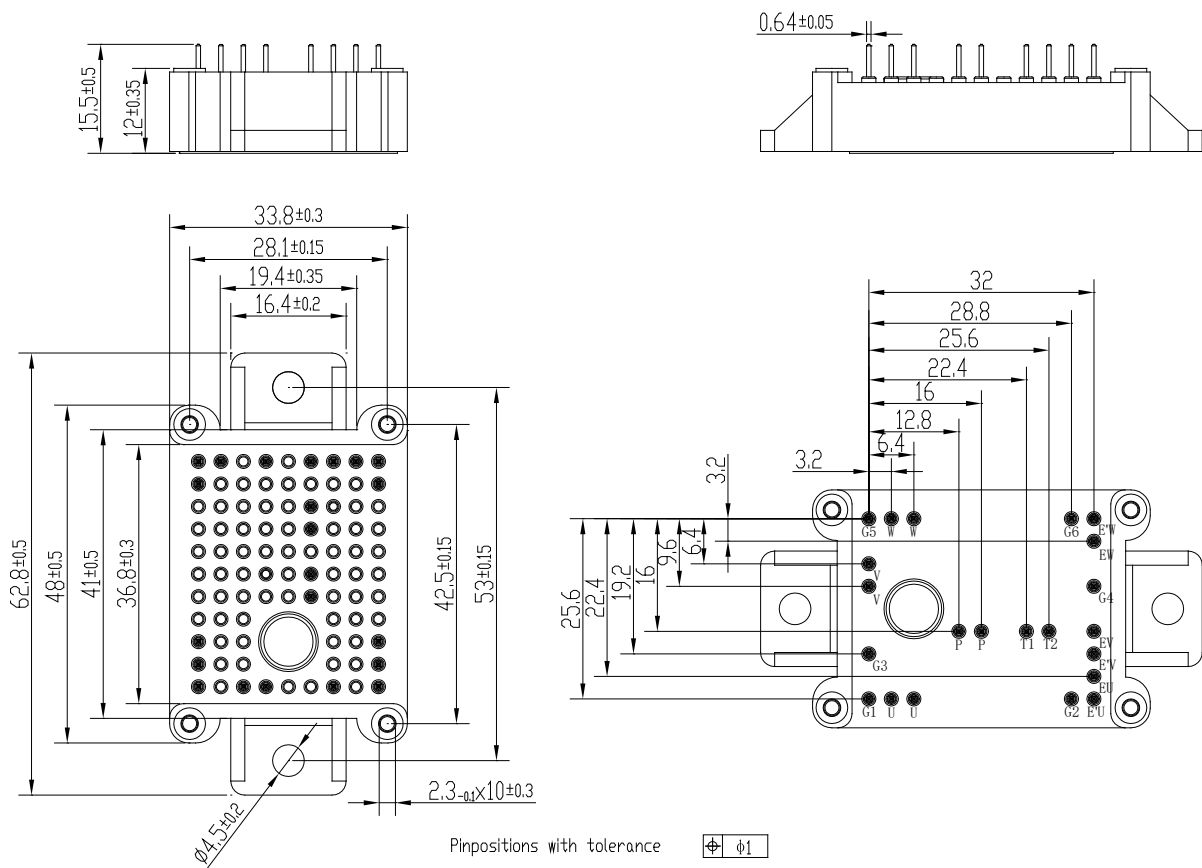 0.64±0.05
15.5±0.5
12±0.35
33.8±0.3
28.1±0.15
19.4±0.35
16.4±0.2
62.8±0.5
48±0.5
41±0.5
36.8±0.3
42.5±0.15
53±0.15
Ø4.5±0.2
2.3-0.1x10±0.3
32
28.8
25.6
22.4
16
12.8
6.4
3.2
3.2
6.4
9.6
16
19.2
22.4
25.6
G5 W W G6 E'W
EW
V
V G4
P P T1 T2 EV
G3 E'V
EU
G1 U U G2 E'U
Pinpositions with tolerance ⌖ ϕ1